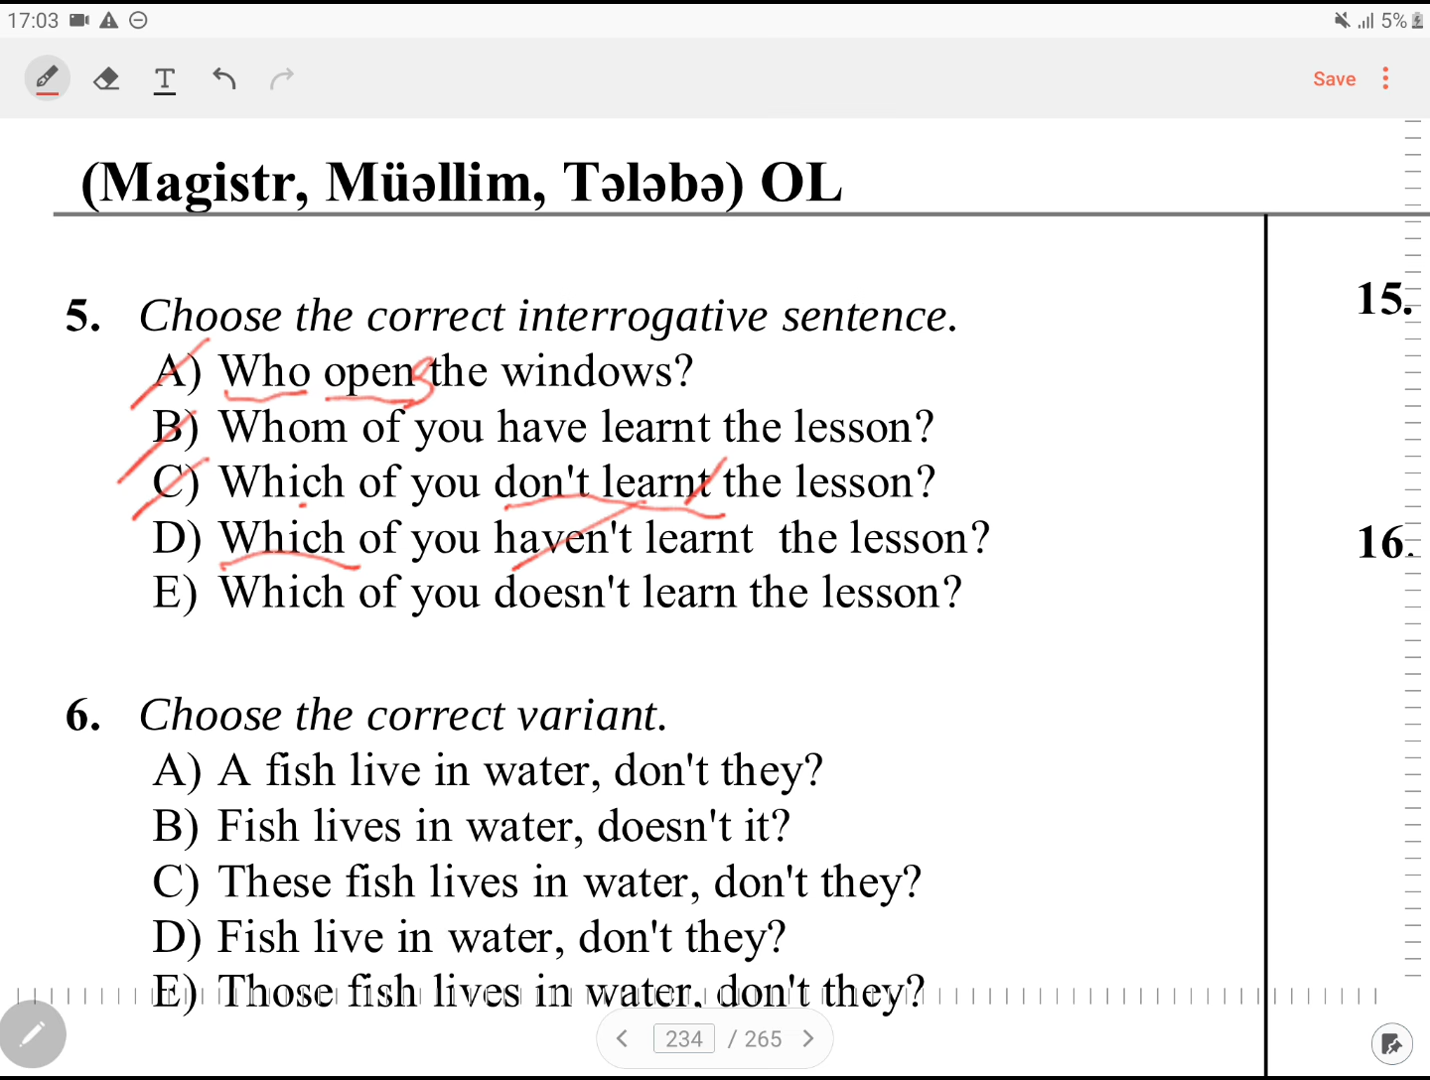 17:03
5%
Save
(Magistr, Müəllim, Tələbə) OL
5. Choose the correct interrogative sentence.
A) Who opens the windows?
B) Whom of you have learnt the lesson?
C) Which of you don't learnt the lesson?
D) Which of you haven't learnt the lesson?
E) Which of you doesn't learn the lesson?
6. Choose the correct variant.
A) A fish live in water, don't they?
B) Fish lives in water, doesn't it?
C) These fish lives in water, don't they?
D) Fish live in water, don't they?
E) Those fish lives in water, don't they?
15.
16.
234 / 265